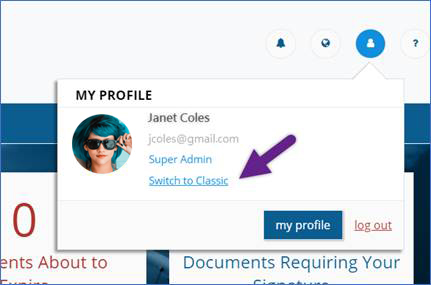 ?
MY PROFILE
Janet Coles
jcoles@gmail.com
Super Admin
Switch to Classic
my profile
log out
0
ents About to
Documents Requiring Your